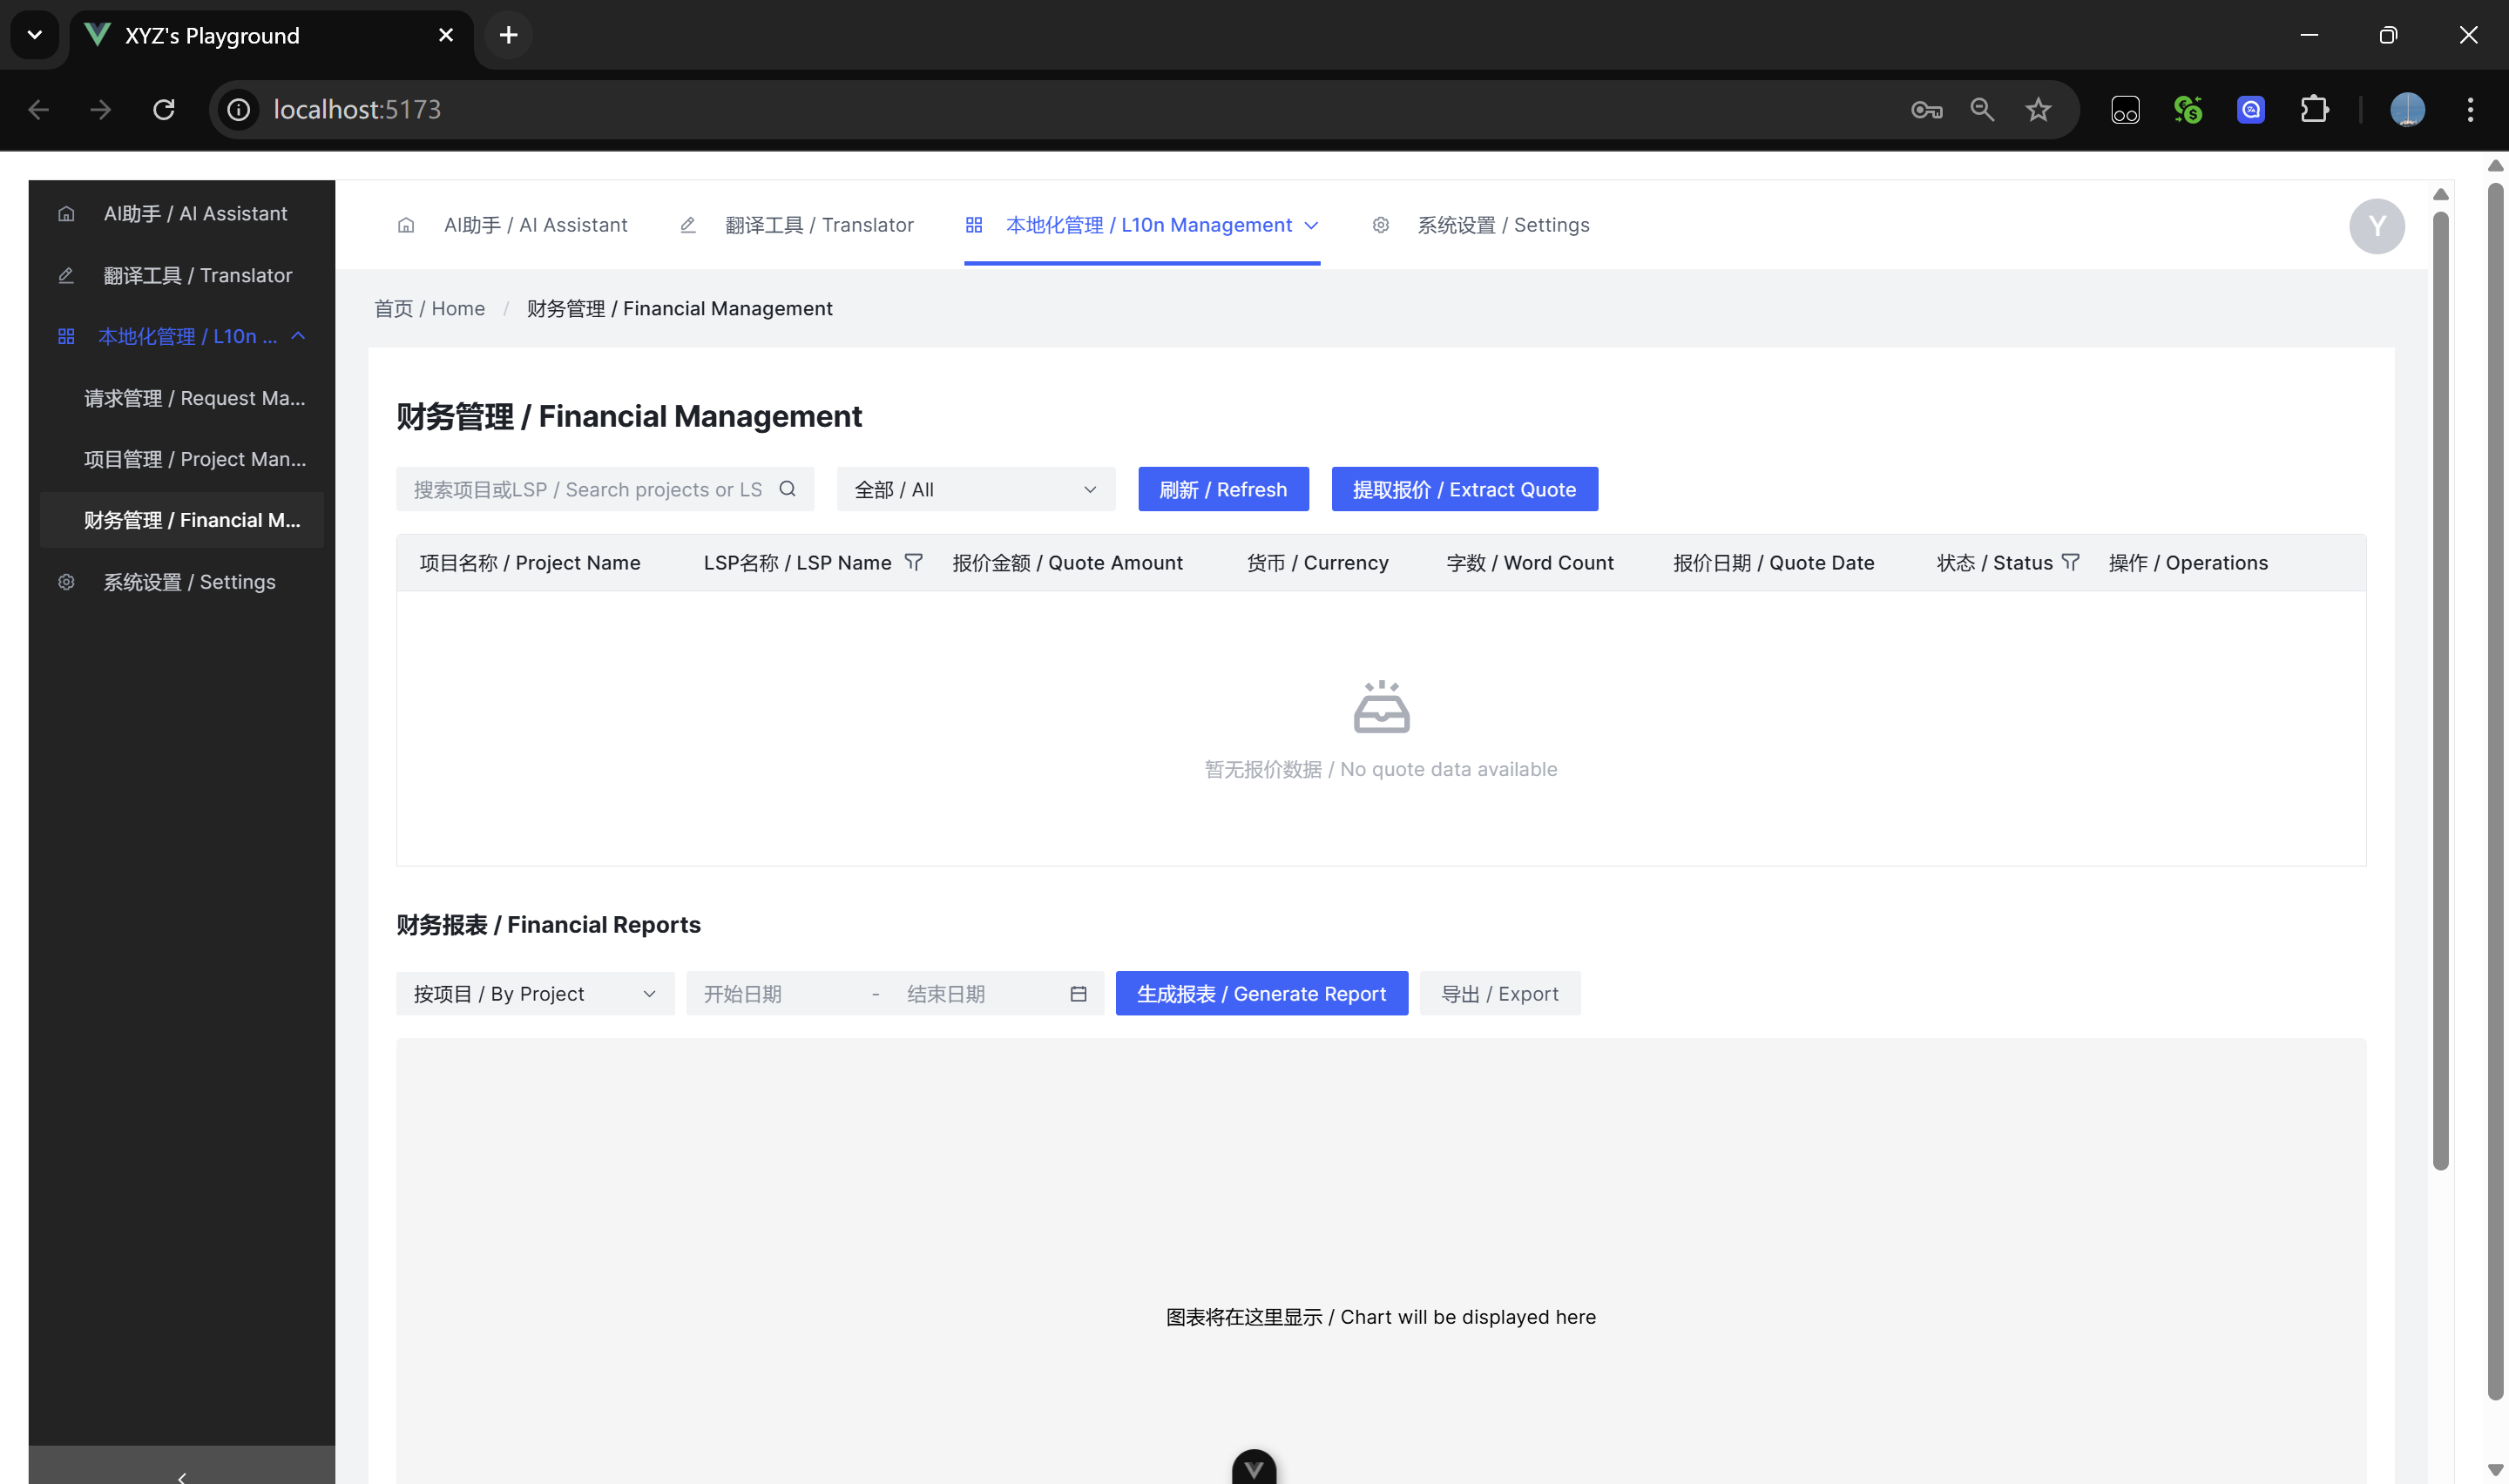 XYZ's Playground
localhost:5173
AI助手 / AI Assistant
翻译工具 / Translator
本地化管理 / L10n ...
请求管理 / Request Ma...
项目管理 / Project Man...
财务管理 / Financial M...
系统设置 / Settings
AI助手 / AI Assistant
翻译工具 / Translator
本地化管理 / L10n Management
系统设置 / Settings
Y
首页 / Home / 财务管理 / Financial Management
财务管理 / Financial Management
搜索项目或LSP / Search projects or LS
全部 / All
刷新 / Refresh
提取报价 / Extract Quote
项目名称 / Project Name
LSP名称 / LSP Name
报价金额 / Quote Amount
货币 / Currency
字数 / Word Count
报价日期 / Quote Date
状态 / Status
操作 / Operations
暂无报价数据 / No quote data available
财务报表 / Financial Reports
按项目 / By Project
开始日期 - 结束日期
生成报表 / Generate Report
导出 / Export
图表将在这里显示 / Chart will be displayed here